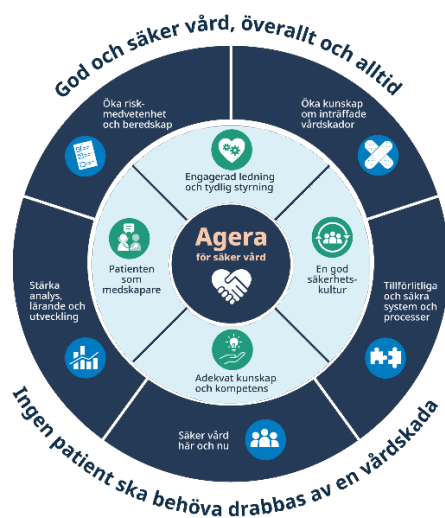 God och säker vård, överallt och alltid
Öka risk-
medvetenhet
och beredskap
Öka kunskap
om inträffade
vårdskador
Engagerad ledning
och tydlig styrning
Patienten
som
medskapare
Agera
för säker vård
En god
säkerhets-
kultur
Stärka
analys,
lärande och
utveckling
Tillförlitliga
och säkra
system och
processer
Adekvat kunskap
och kompetens
Säker vård
här och nu
Ingen patient ska behöva drabbas av en vårdskada